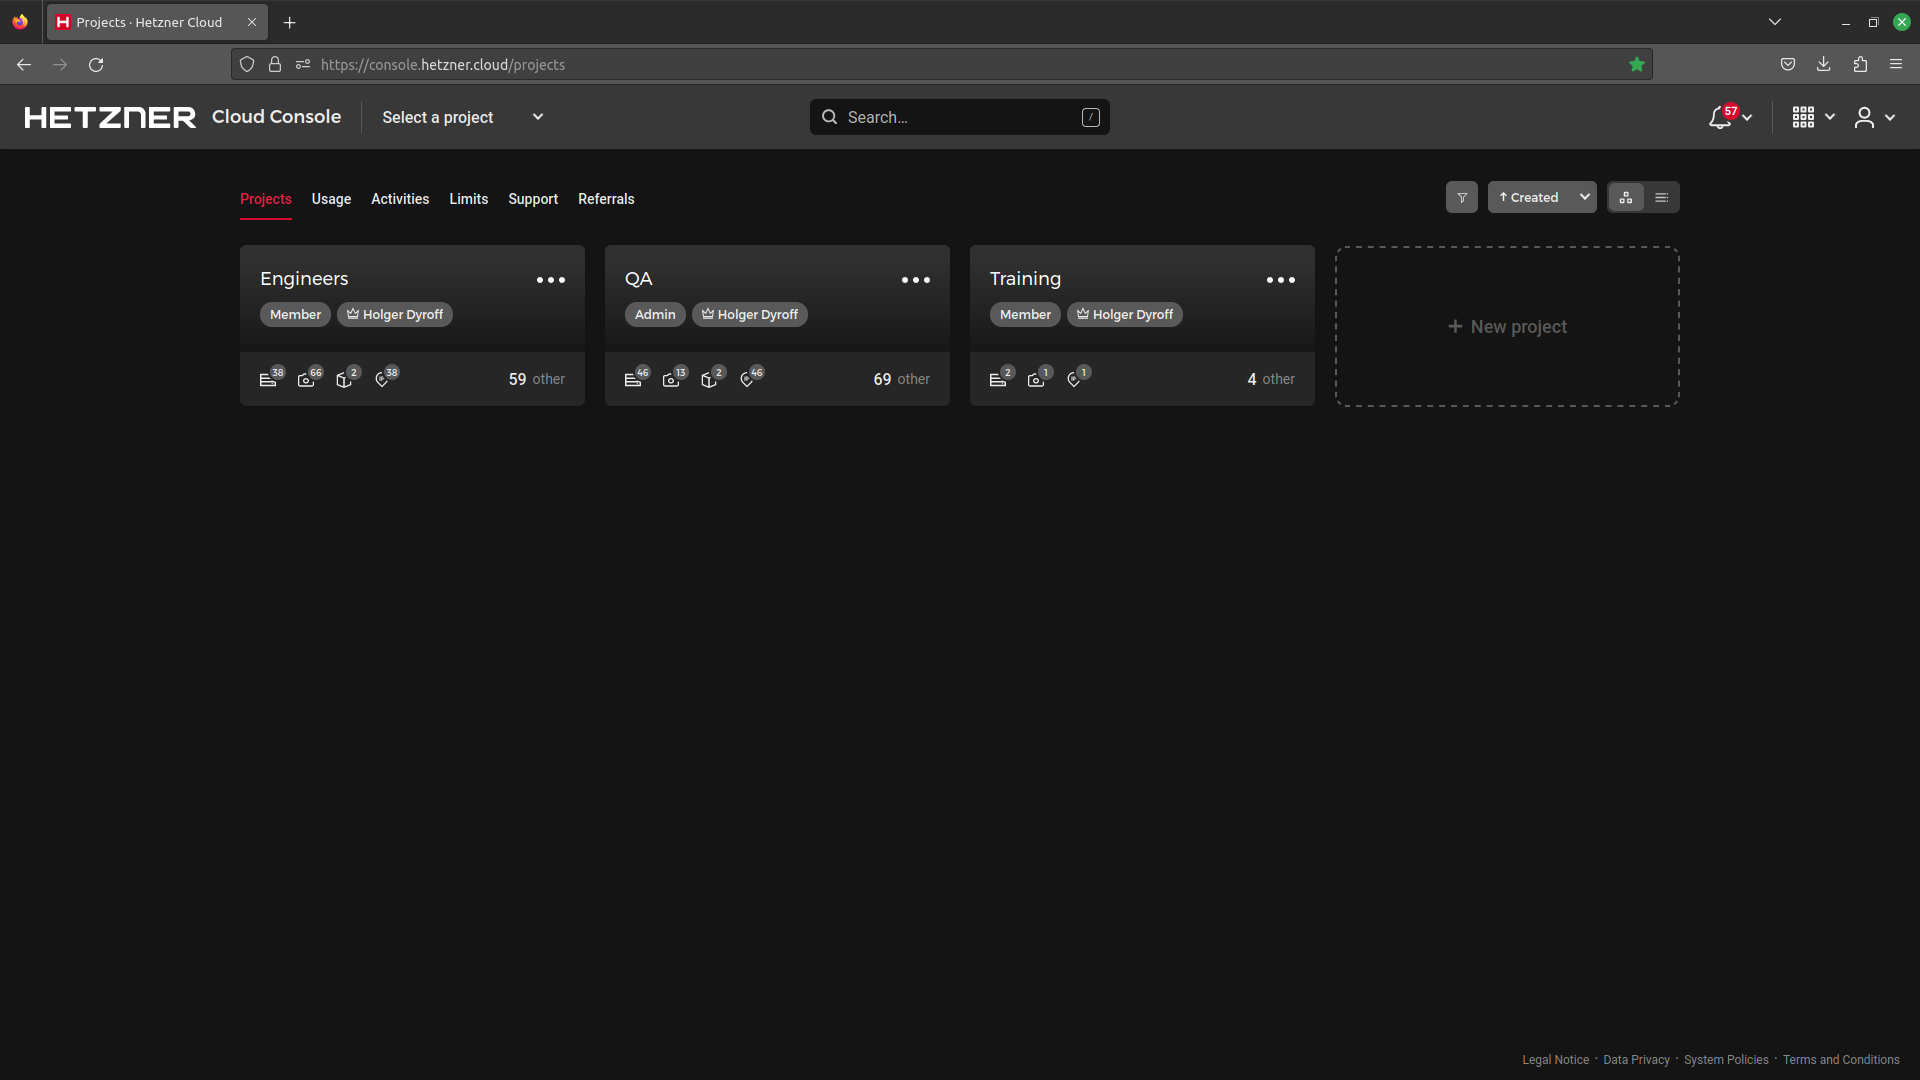 Projects · Hetzner Cloud
https://console.hetzner.cloud/projects
HETZNER Cloud Console Select a project Search... / 57
Projects Usage Activities Limits Support Referrals Created
Engineers
Member Holger Dyroff
38 66 2 38 59 other
QA
Admin Holger Dyroff
46 13 2 46 69 other
Training
Member Holger Dyroff
2 1 1 4 other
New project
Legal Notice · Data Privacy · System Policies · Terms and Conditions